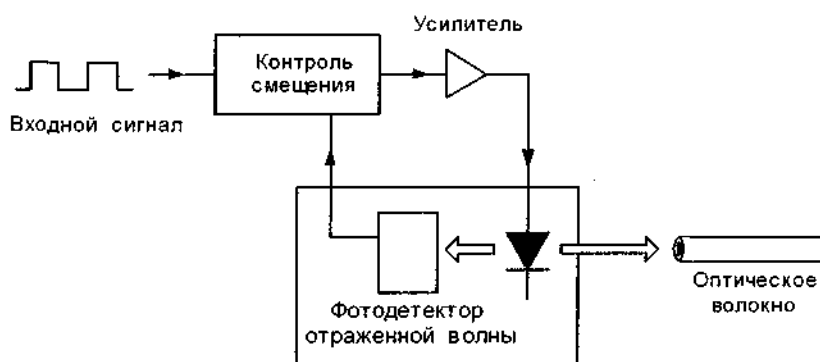 Усилитель
Контроль
смещения
Входной сигнал
Фотодетектор
отраженной волны
Оптическое
волокно